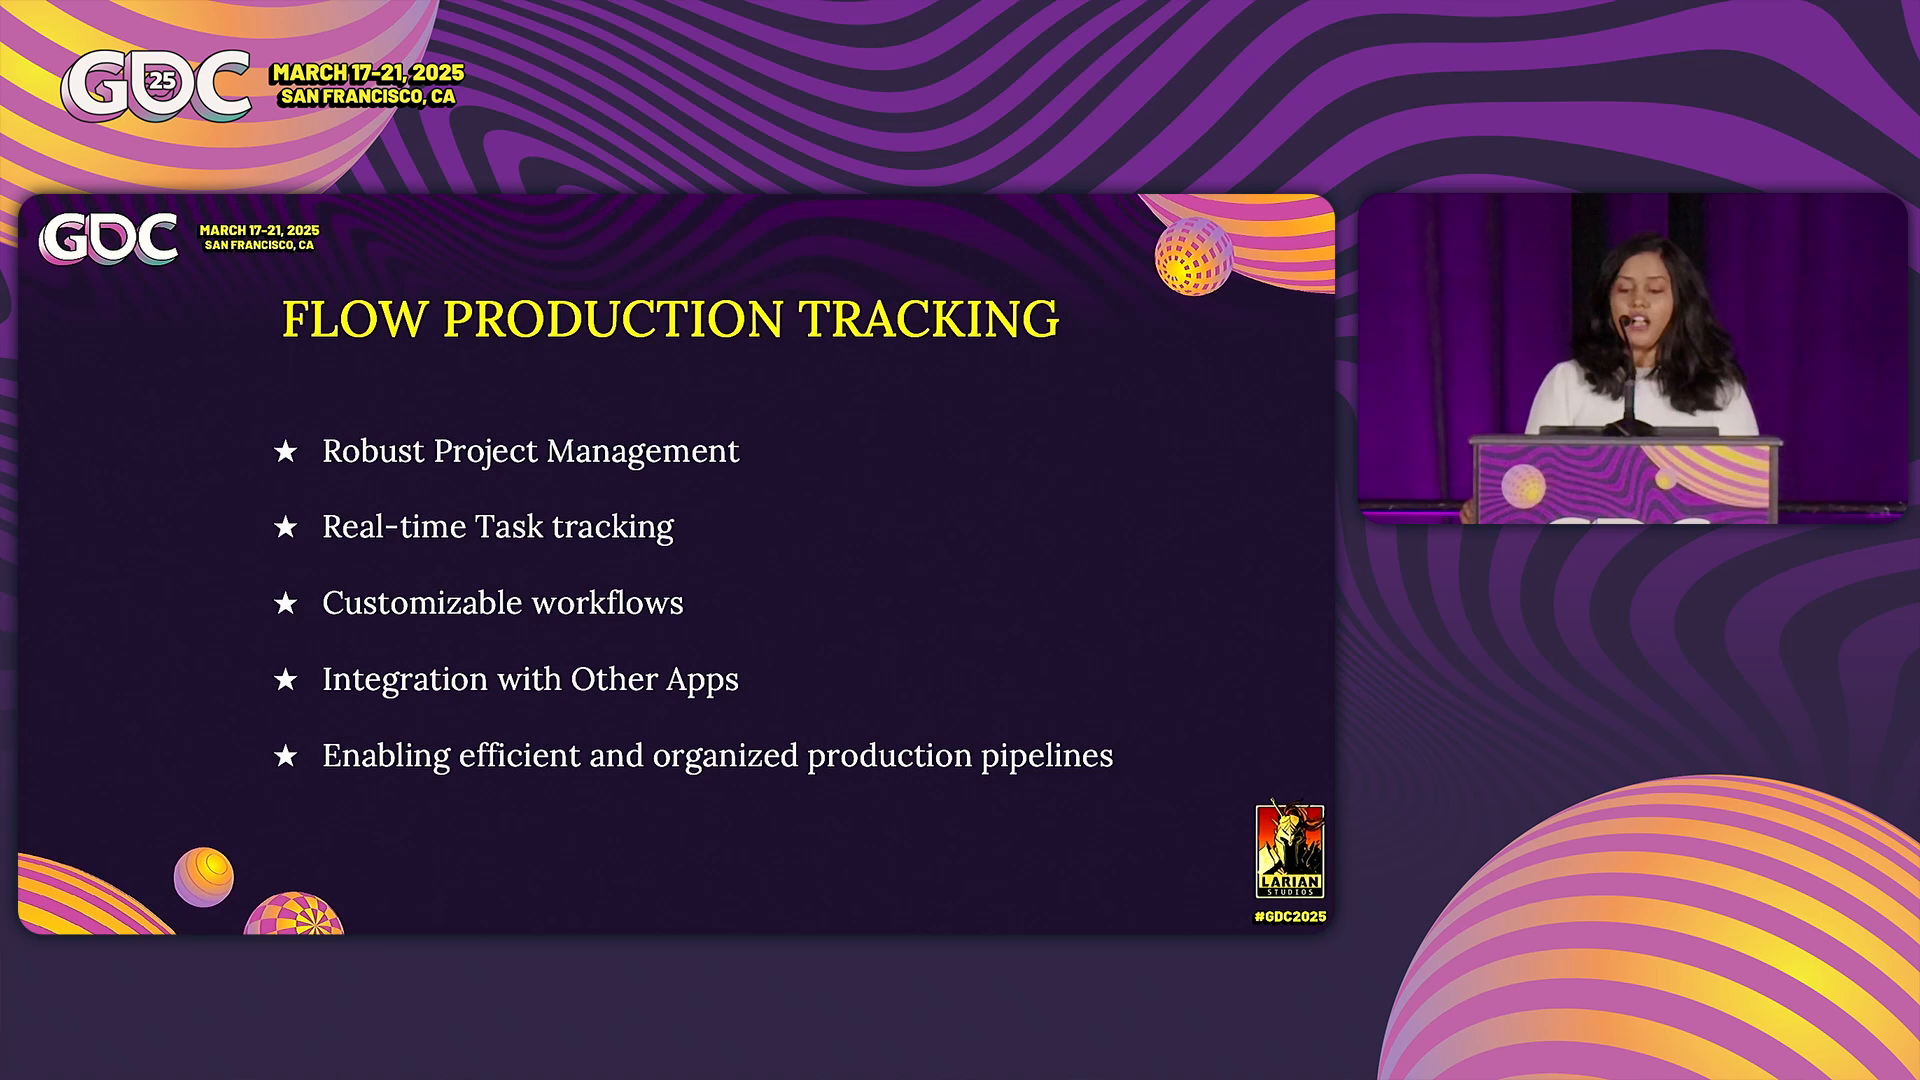 GDC 25
MARCH 17-21, 2025
SAN FRANCISCO, CA
GDC
MARCH 17-21, 2025
SAN FRANCISCO, CA
FLOW PRODUCTION TRACKING
★ Robust Project Management
★ Real-time Task tracking
★ Customizable workflows
★ Integration with Other Apps
★ Enabling efficient and organized production pipelines
LARIAN
STUDIOS
#GDC2025